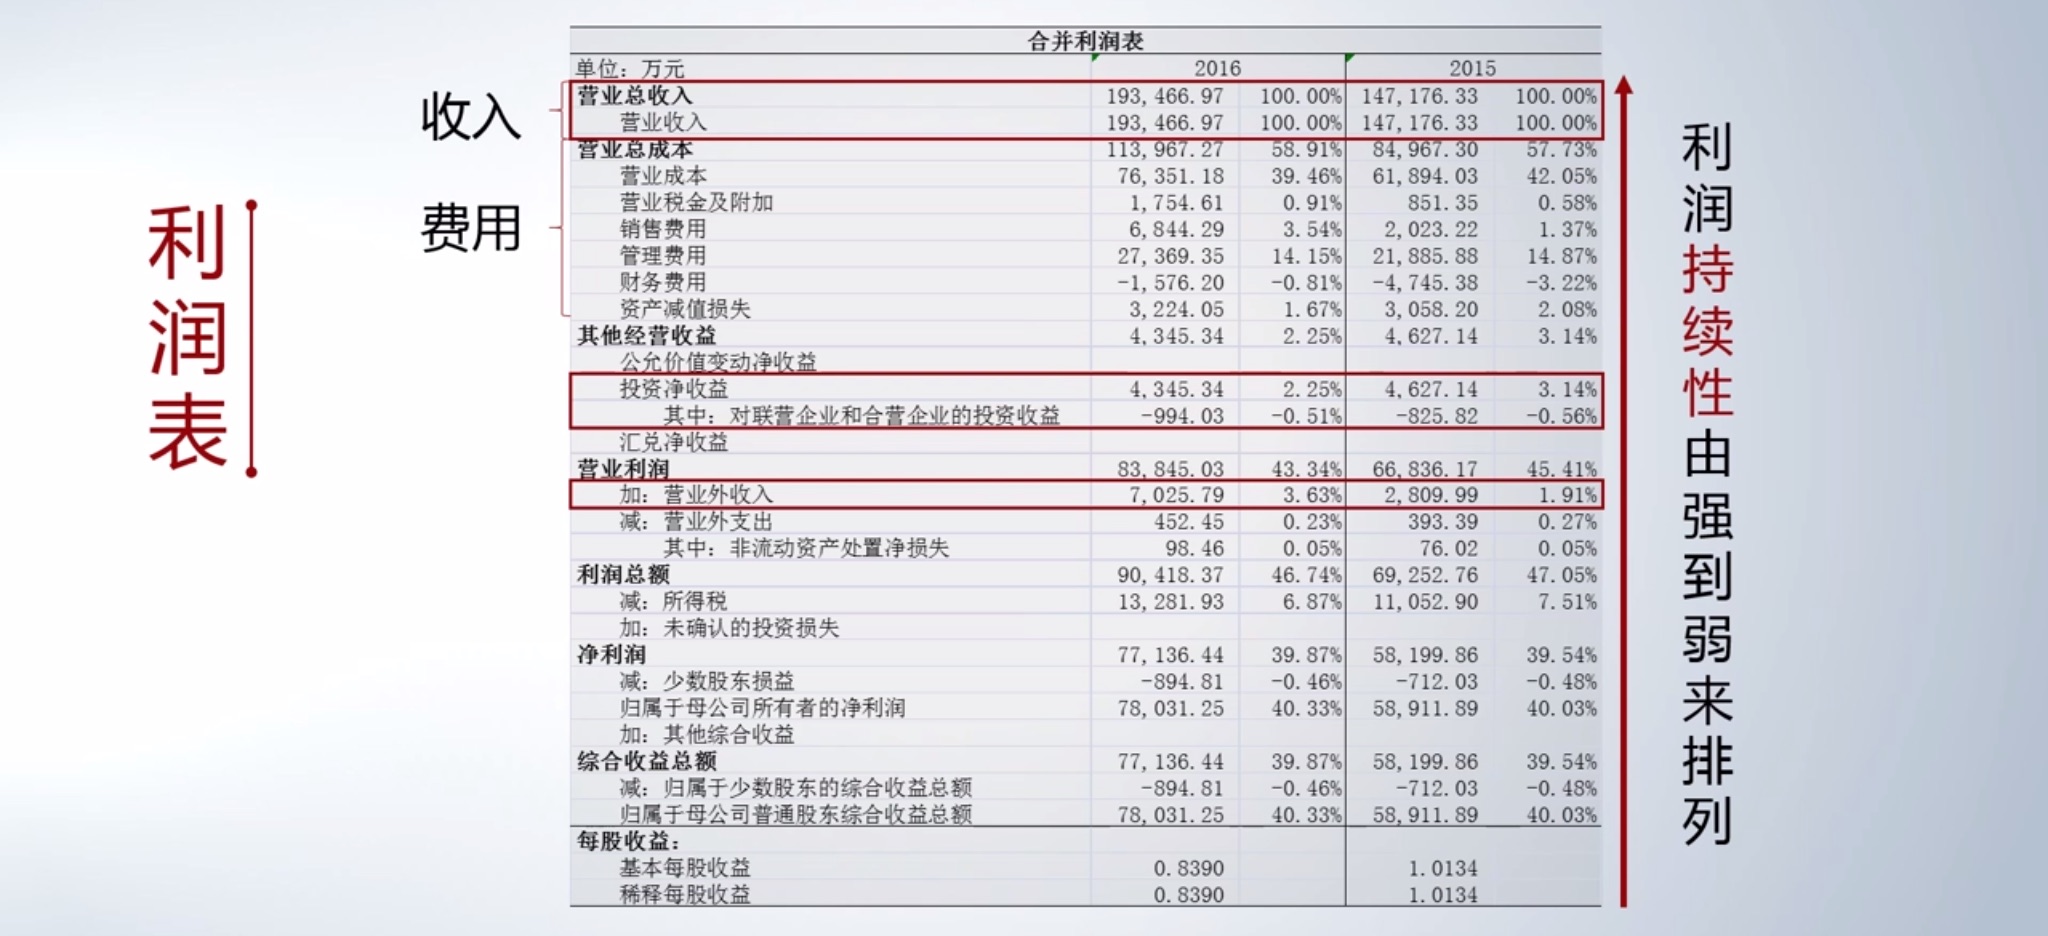 利润表
收入
费用
合并利润表
单位：万元 2016 2015
营业总收入 193,466.97 100.00% 147,176.33 100.00%
营业收入 193,466.97 100.00% 147,176.33 100.00%
营业总成本 113,967.27 58.91% 84,967.30 57.73%
营业成本 76,351.18 39.46% 61,894.03 42.05%
营业税金及附加 1,754.61 0.91% 851.35 0.58%
销售费用 6,844.29 3.54% 2,023.22 1.37%
管理费用 27,369.35 14.15% 21,885.88 14.87%
财务费用 -1,576.20 -0.81% -4,745.38 -3.22%
资产减值损失 3,224.05 1.67% 3,058.20 2.08%
其他经营收益 4,345.34 2.25% 4,627.14 3.14%
公允价值变动净收益
投资净收益 4,345.34 2.25% 4,627.14 3.14%
其中：对联营企业和合营企业的投资收益 -994.03 -0.51% -825.82 -0.56%
汇兑净收益
营业利润 83,845.03 43.34% 66,836.17 45.41%
加：营业外收入 7,025.79 3.63% 2,809.99 1.91%
减：营业外支出 452.45 0.23% 393.39 0.27%
其中：非流动资产处置净损失 98.46 0.05% 76.02 0.05%
利润总额 90,418.37 46.74% 69,252.76 47.05%
减：所得税 13,281.93 6.87% 11,052.90 7.51%
加：未确认的投资损失
净利润 77,136.44 39.87% 58,199.86 39.54%
减：少数股东损益 -894.81 -0.46% -712.03 -0.48%
归属于母公司所有者的净利润 78,031.25 40.33% 58,911.89 40.03%
加：其他综合收益
综合收益总额 77,136.44 39.87% 58,199.86 39.54%
减：归属于少数股东的综合收益总额 -894.81 -0.46% -712.03 -0.48%
归属于母公司普通股东综合收益总额 78,031.25 40.33% 58,911.89 40.03%
每股收益：
基本每股收益 0.8390 1.0134
稀释每股收益 0.8390 1.0134
利润持续性由强到弱来排列